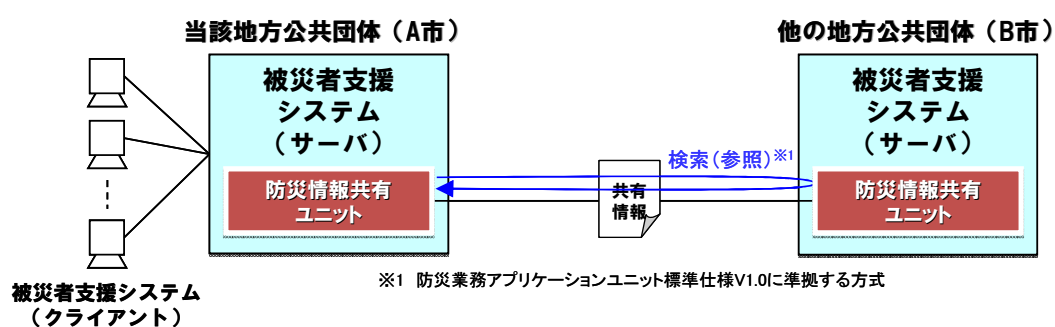 当該地方公共団体（A市）
他の地方公共団体（B市）
被災者支援
システム
（サーバ）
防災情報共有
ユニット
検索（参照）※1
共有
情報
被災者支援
システム
（サーバ）
防災情報共有
ユニット
※1　防災業務アプリケーションユニット標準仕様V1.0に準拠する方式
被災者支援システム
（クライアント）